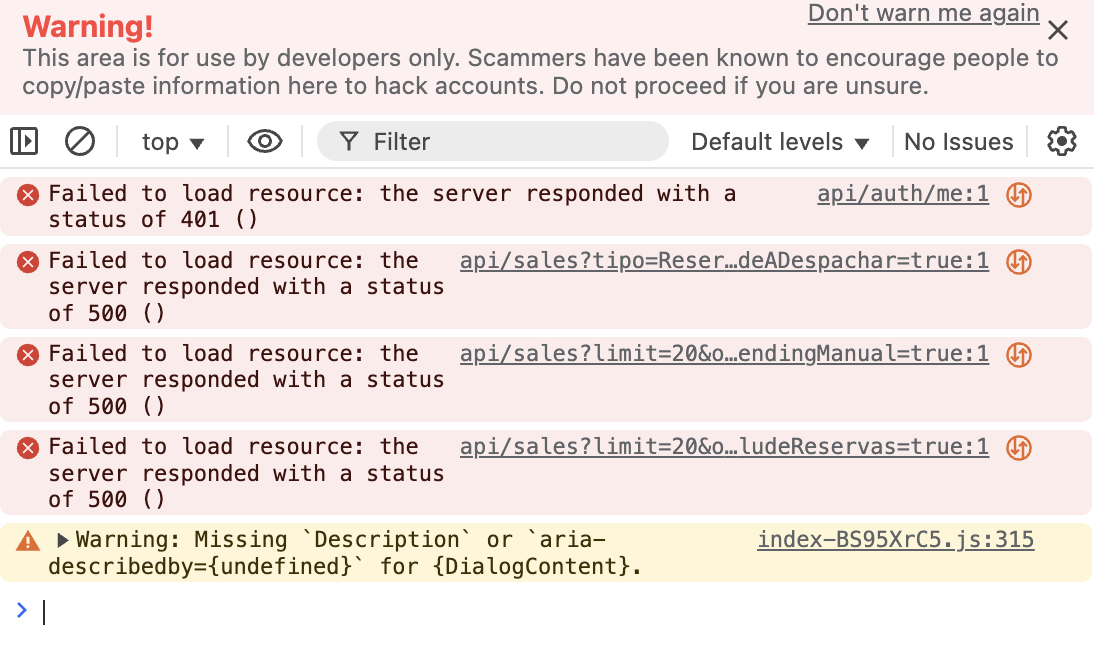 Warning!
Don't warn me again
This area is for use by developers only. Scammers have been known to encourage people to
copy/paste information here to hack accounts. Do not proceed if you are unsure.
top
Filter
Default levels
No Issues
Failed to load resource: the server responded with a api/auth/me:1
status of 401 ()
Failed to load resource: the api/sales?tipo=Reser…deADespachar=true:1
server responded with a status
of 500 ()
Failed to load resource: the api/sales?limit=20&o…endingManual=true:1
server responded with a status
of 500 ()
Failed to load resource: the api/sales?limit=20&o…ludeReservas=true:1
server responded with a status
of 500 ()
Warning: Missing `Description` or `aria- index-BS95XrC5.js:315
describedby={undefined}` for {DialogContent}.